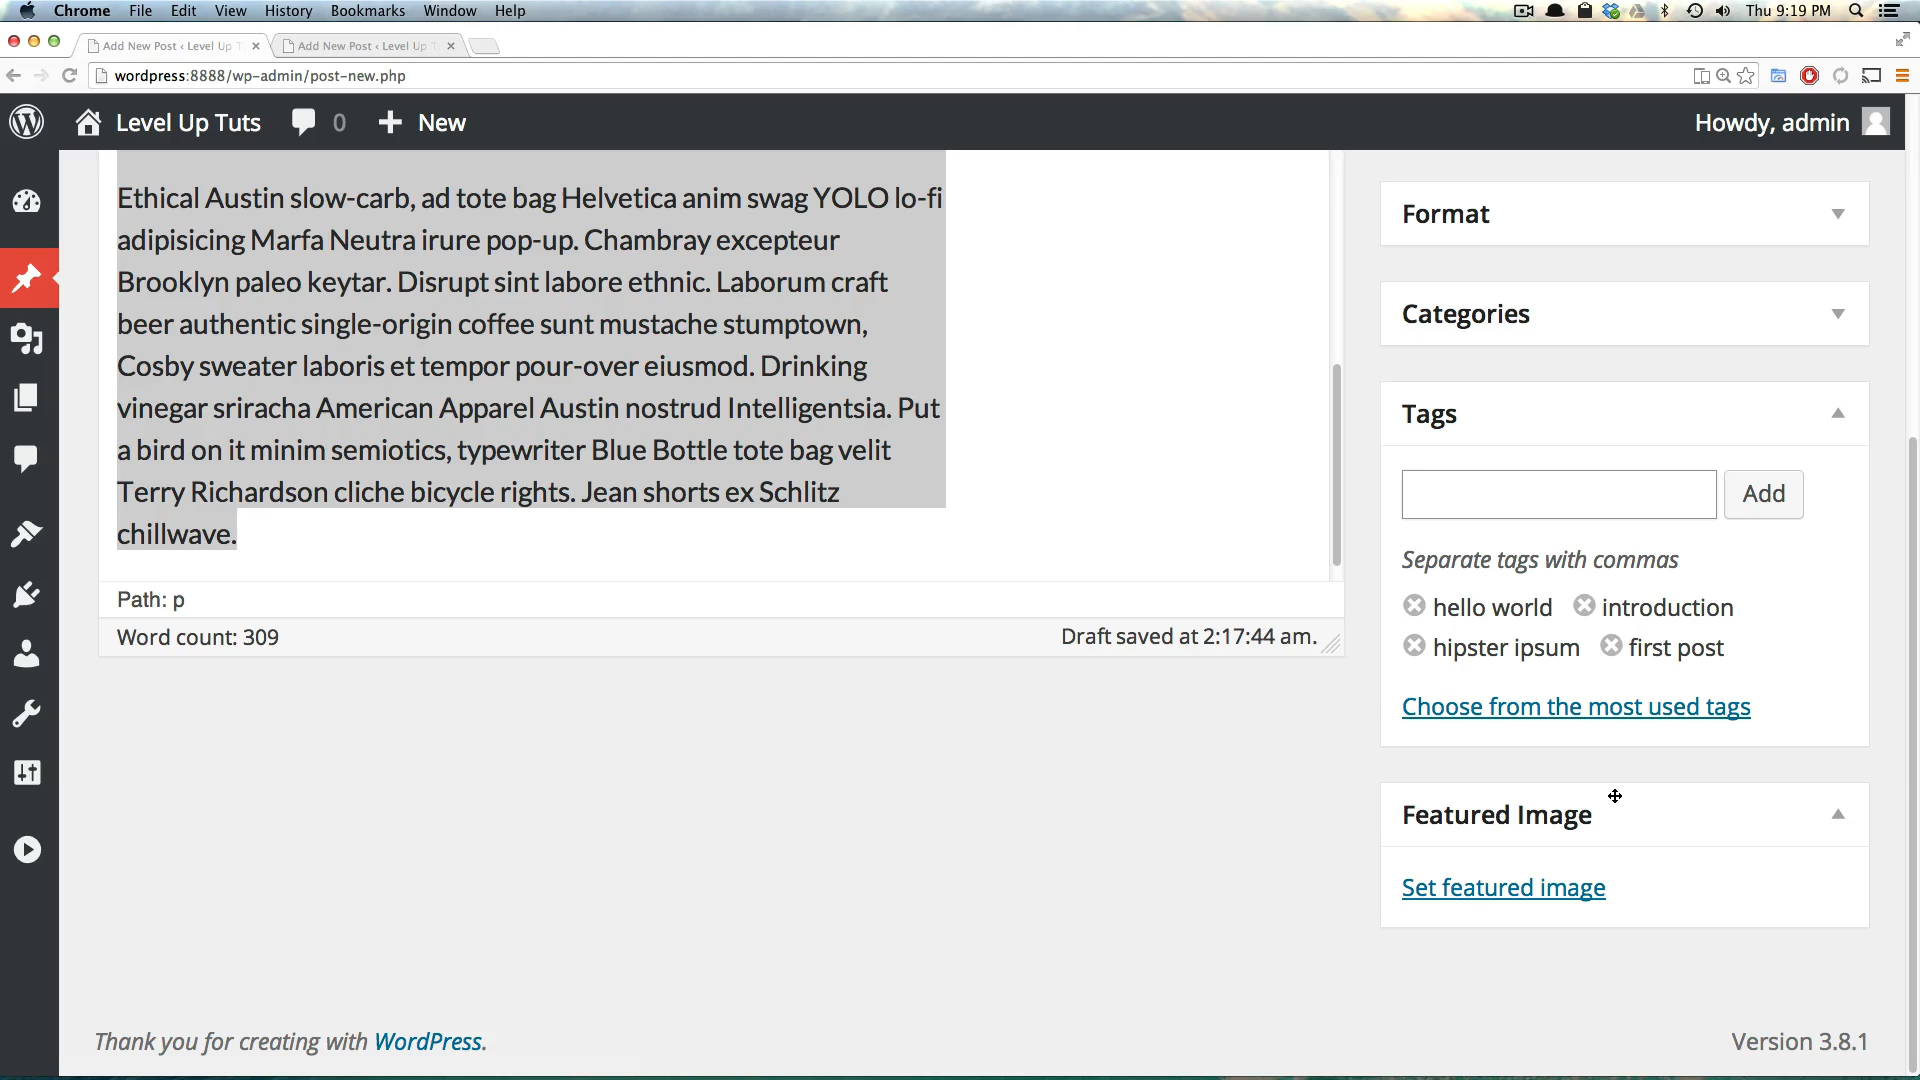 Chrome File Edit View History Bookmarks Window Help Thu 9:19 PM
Add New Post ‹ Level Up T Add New Post ‹ Level Up T
wordpress:8888/wp-admin/post-new.php
Level Up Tuts 0 New Howdy, admin
Ethical Austin slow-carb, ad tote bag Helvetica anim swag YOLO lo-fi
adipisicing Marfa Neutra irure pop-up. Chambray excepteur
Brooklyn paleo keytar. Disrupt sint labore ethnic. Laborum craft
beer authentic single-origin coffee sunt mustache stumptown,
Cosby sweater laboris et tempor pour-over eiusmod. Drinking
vinegar sriracha American Apparel Austin nostrud Intelligentsia. Put
a bird on it minim semiotics, typewriter Blue Bottle tote bag velit
Terry Richardson cliche bicycle rights. Jean shorts ex Schlitz
chillwave.
Path: p
Word count: 309 Draft saved at 2:17:44 am.
Format
Categories
Tags
Add
Separate tags with commas
hello world introduction
hipster ipsum first post
Choose from the most used tags
Featured Image
Set featured image
Thank you for creating with WordPress. Version 3.8.1